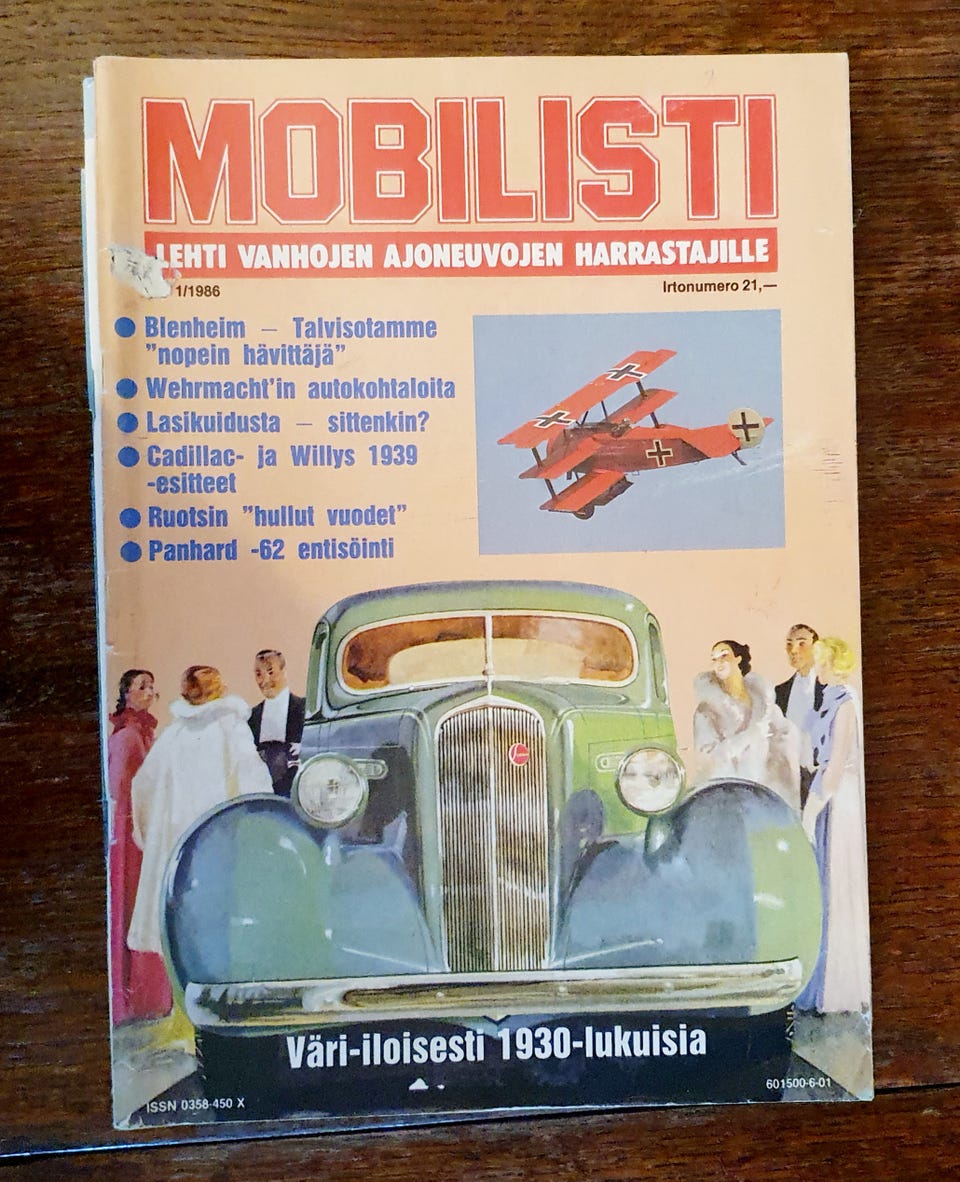 MOBILISTI
LEHTI VANHOJEN AJONEUVOJEN HARRASTAJILLE
1/1986
Irtonumero 21,—
● Blenheim – Talvisotamme
"nopein hävittäjä"
● Wehrmacht'in autokohtaloita
● Lasikuidusta – sittenkin?
● Cadillac- ja Willys 1939
-esitteet
● Ruotsin "hullut vuodet"
● Panhard -62 entisöinti
Väri-iloisesti 1930-lukuisia
ISSN 0358-450 X
601500-6-01